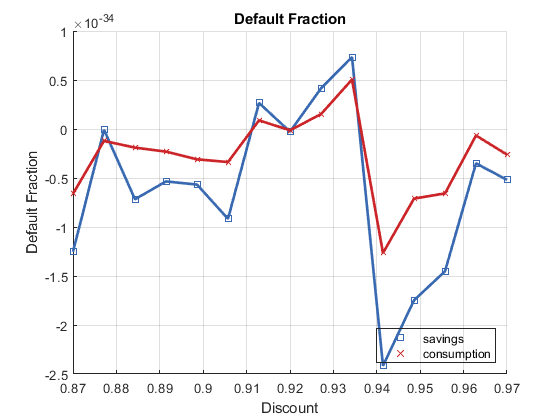 Default Fraction
×10⁻³⁴
1
0.5
0
-0.5
-1
-1.5
-2
-2.5
Default Fraction
savings
consumption
0.87 0.88 0.89 0.9 0.91 0.92 0.93 0.94 0.95 0.96 0.97
Discount